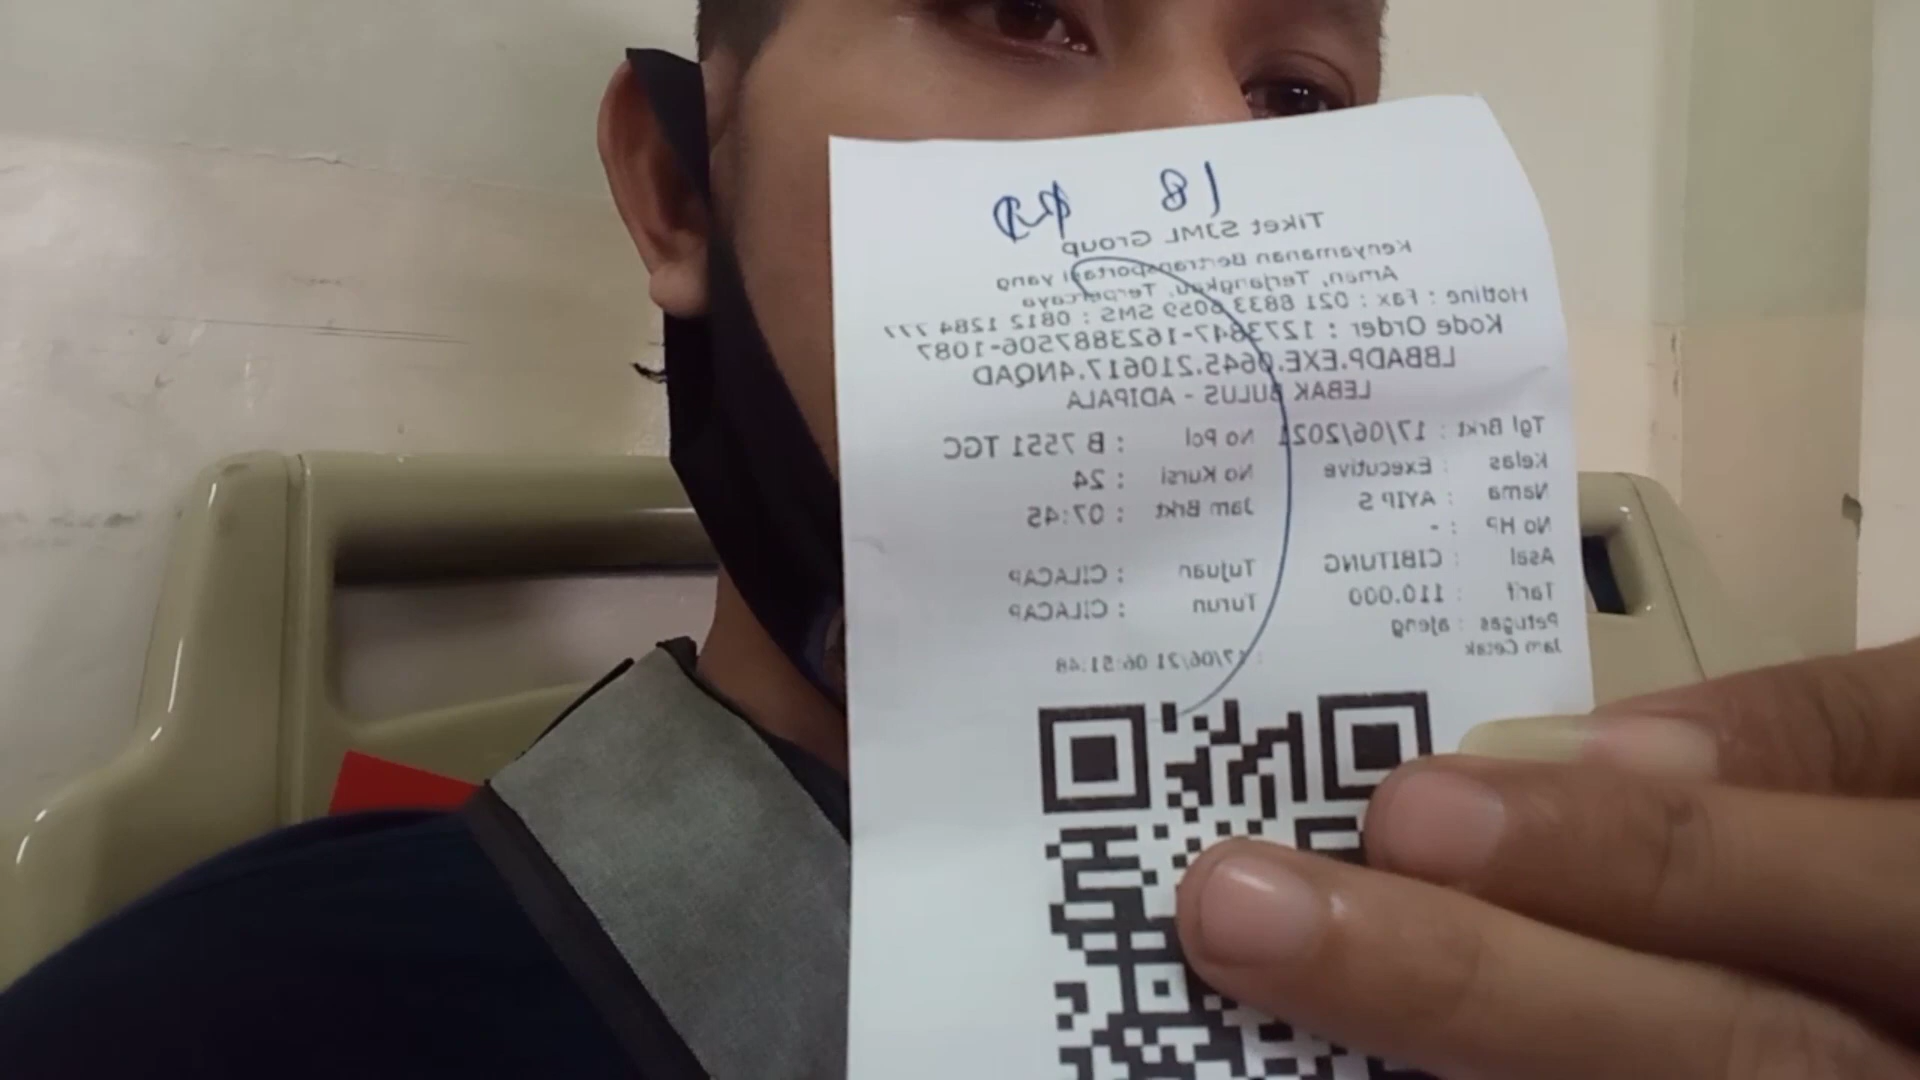 18
Tiket SJML Group
Kenyamanan Bertransportasi yang
Aman, Terjangkau, Terpercaya
Hotline : Fax : 021 8833 6059 SMS : 0812 1284 777
Kode Order : 1273847-1623887506-1087
LBBADP.EXE.0645.210617.4NQAD
LEBAK BULUS - ADIPALA
Tgl Brkt : 17/06/2021 No Pol : B 7551 TGC
Kelas : Executive No Kursi : 24
Nama : AYIP S Jam Brkt : 07:45
No HP : -
Asal : CIBITUNG Tujuan : CILACAP
Tarif : 110.000 Turun : CILACAP
Petugas : ajeng
Jam Cetak : 17/06/21 06:51:48